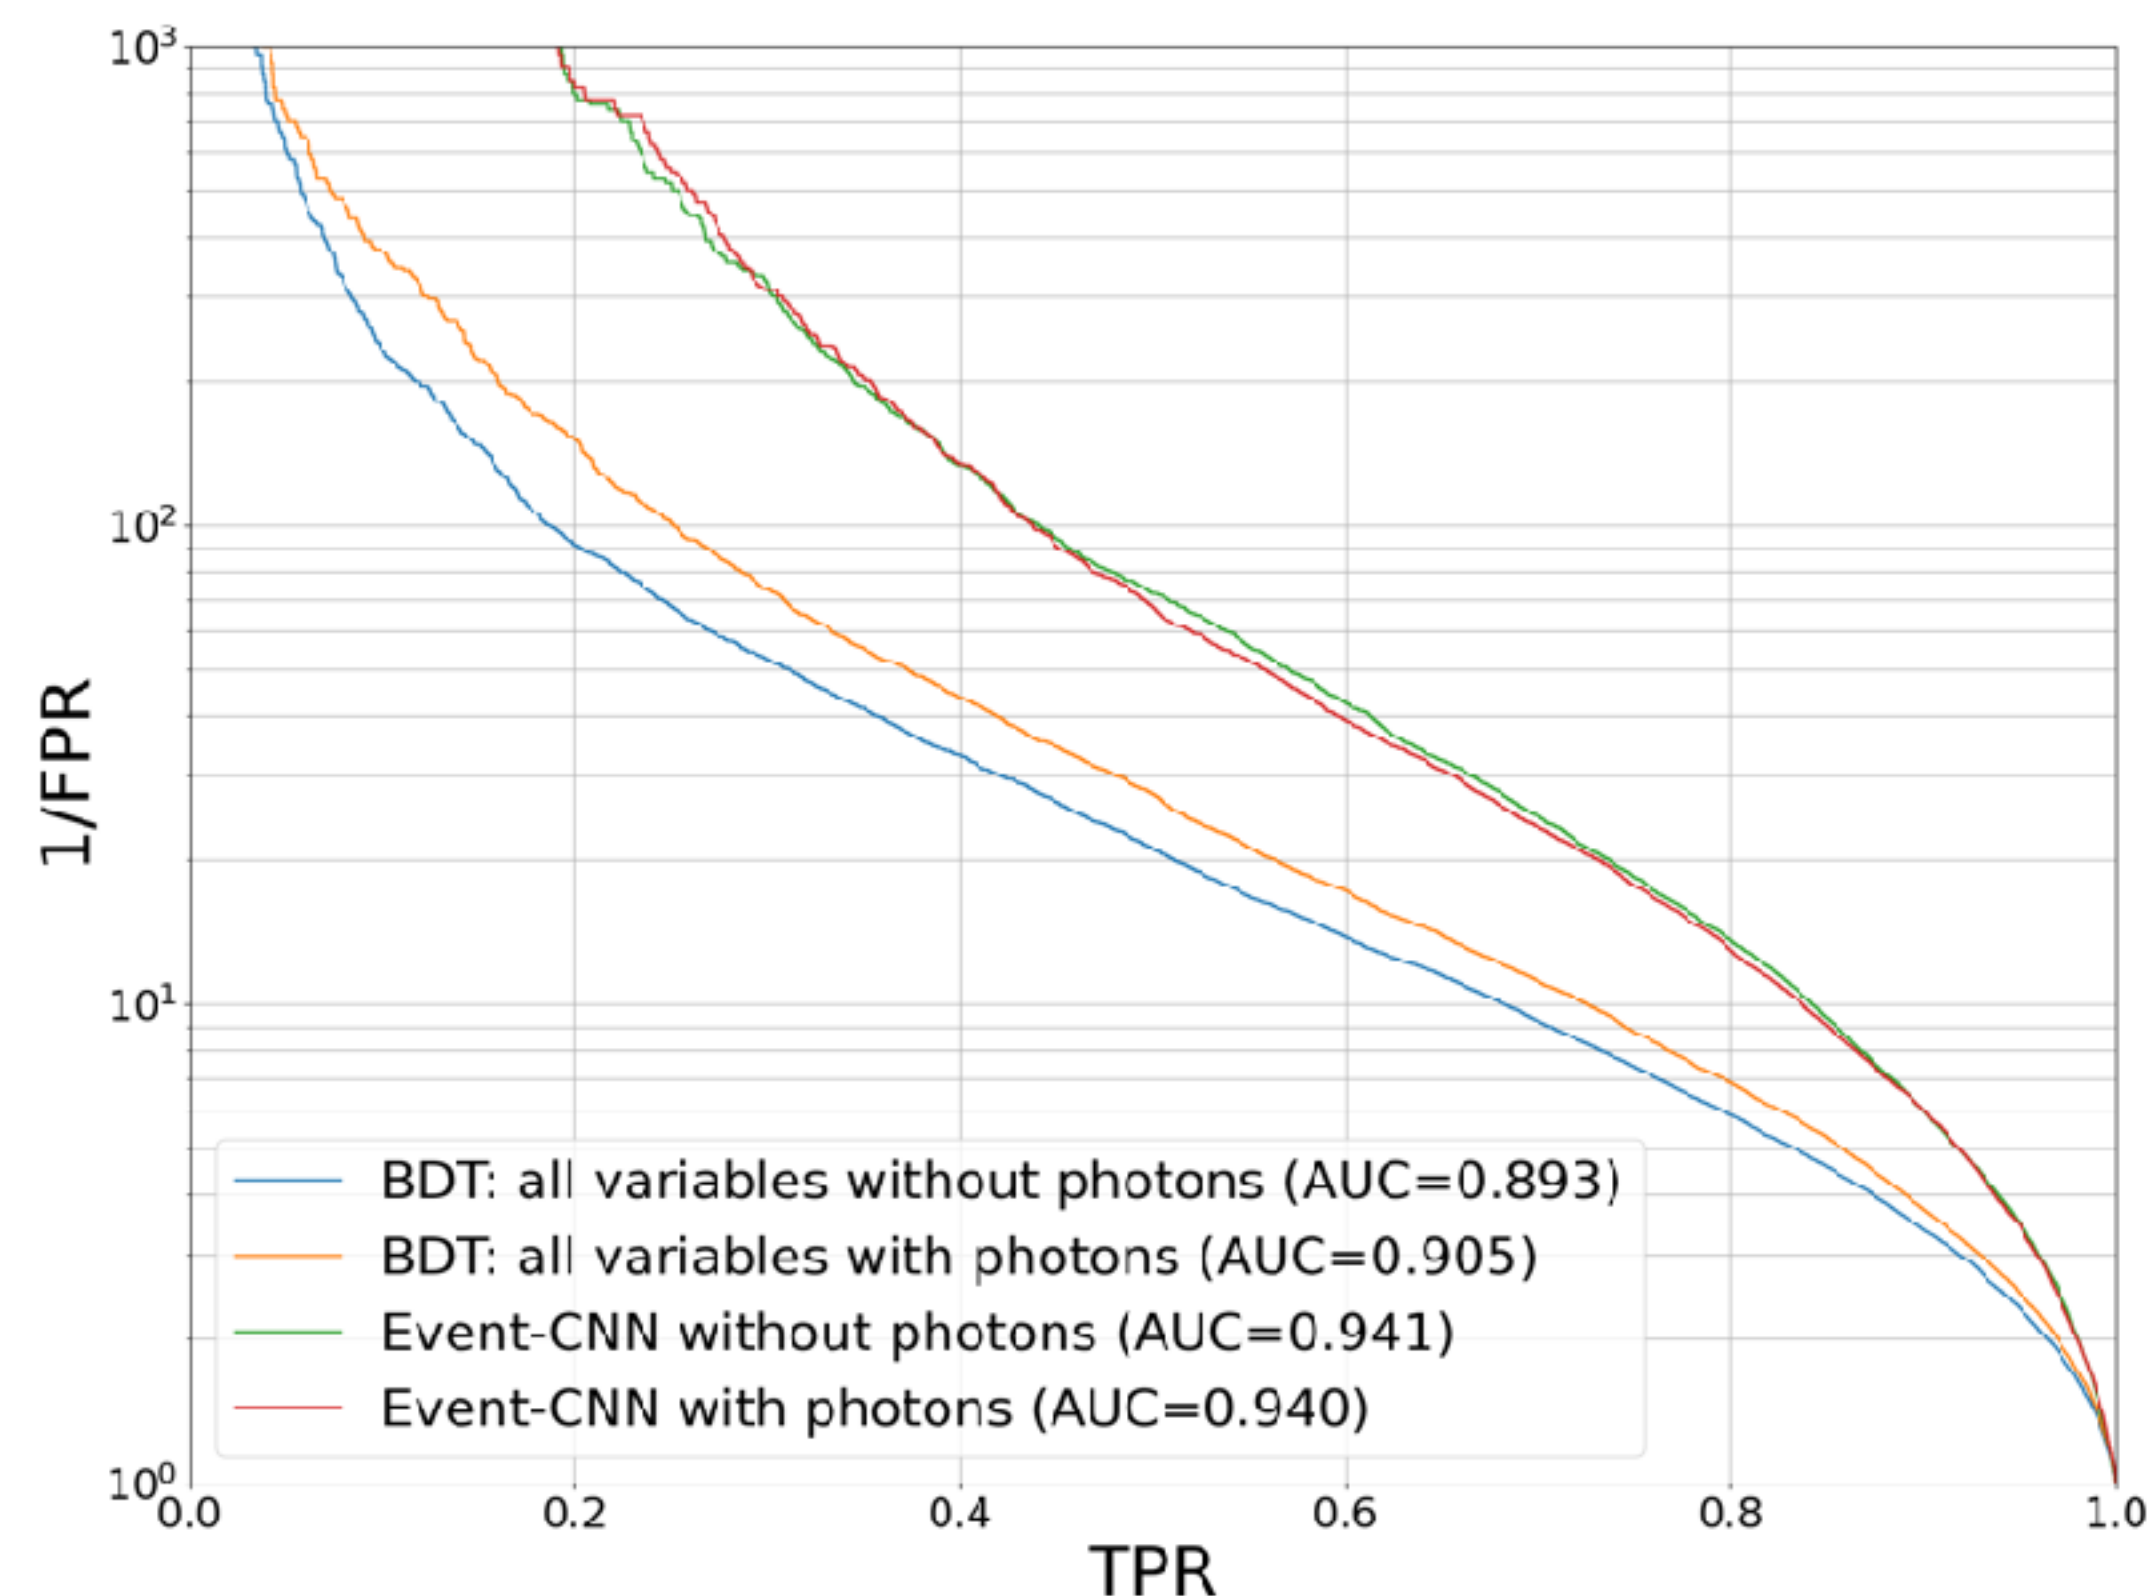 10³
10²
10¹
10⁰
1/FPR
BDT: all variables without photons (AUC=0.893)
BDT: all variables with photons (AUC=0.905)
Event-CNN without photons (AUC=0.941)
Event-CNN with photons (AUC=0.940)
0.0 0.2 0.4 0.6 0.8 1.0
TPR